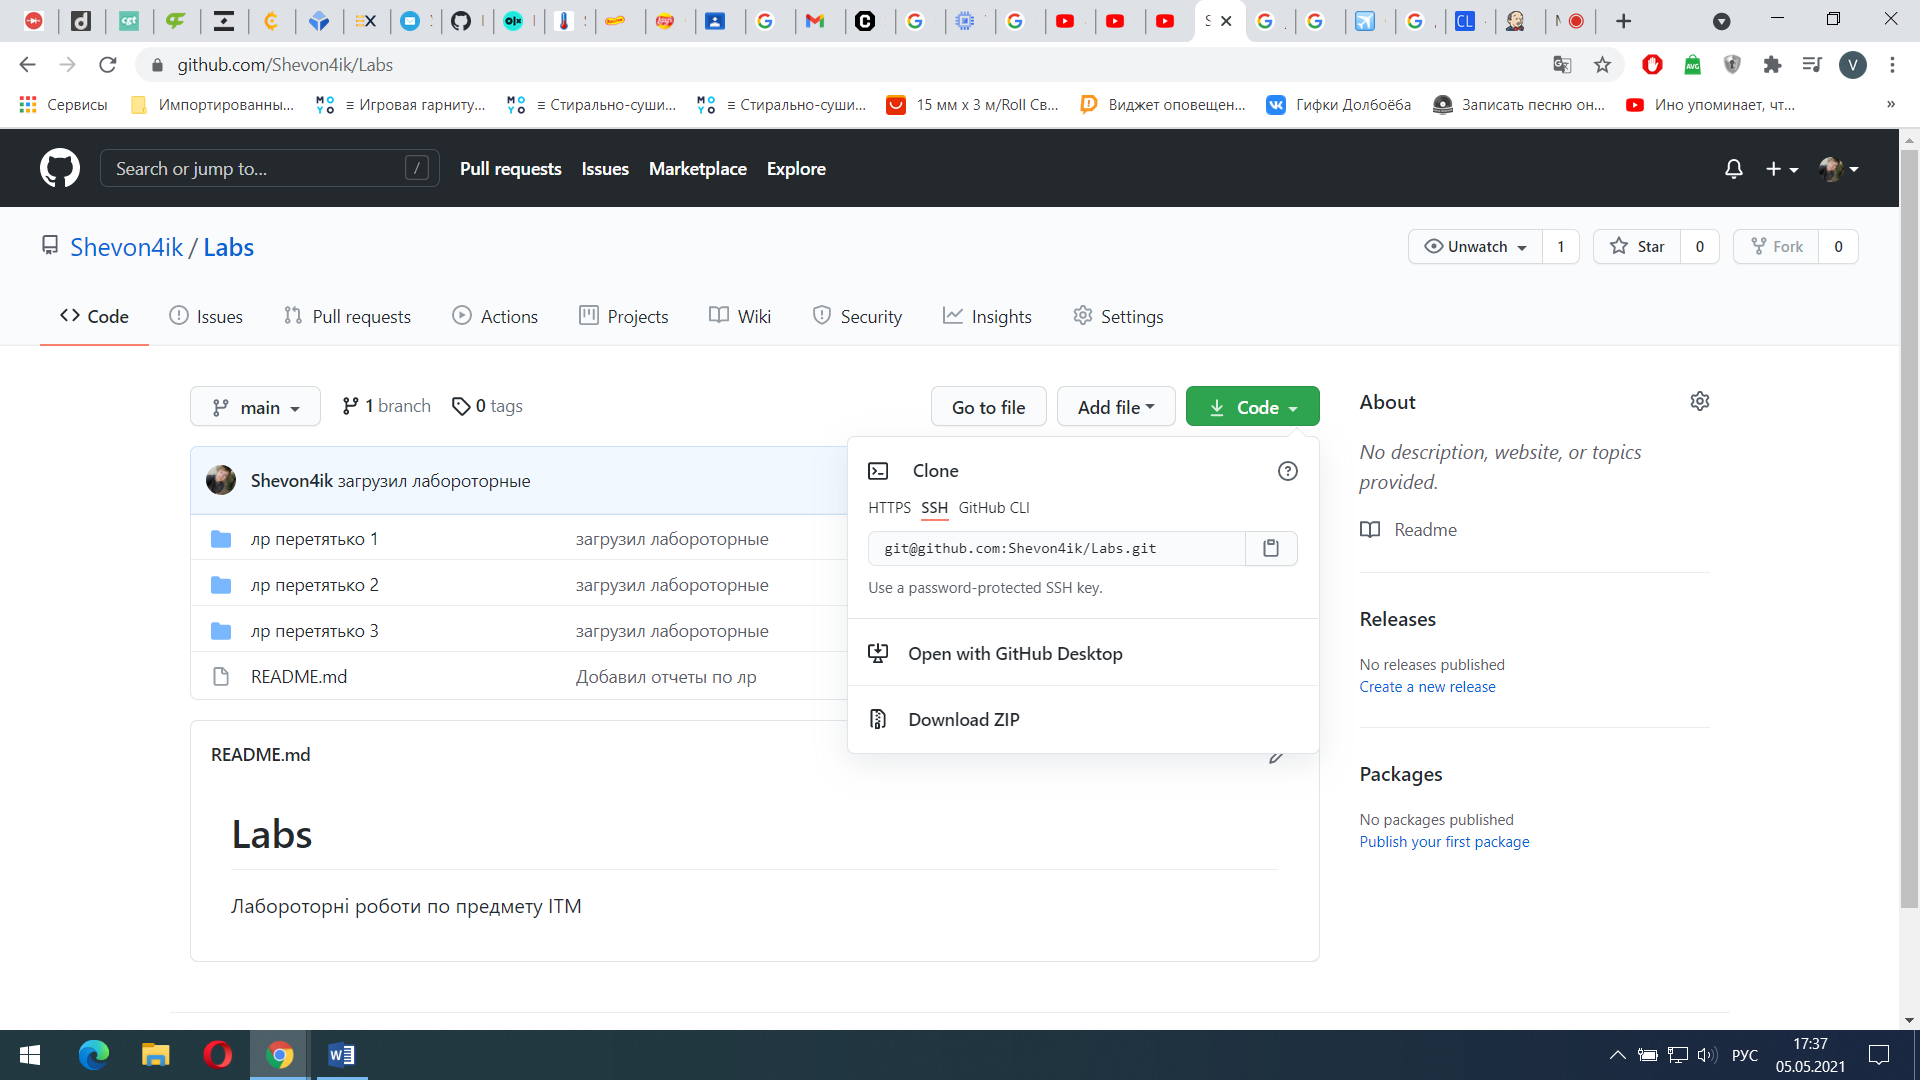 github.com/Shevon4ik/Labs
V
Сервисы
Импортированны...
≡ Игровая гарниту...
≡ Стирально-суши...
≡ Стирально-суши...
15 мм x 3 м/Roll Св...
Виджет оповещен...
Гифки Долбоёба
Записать песню он...
Ино упоминает, чт...
»
Search or jump to...
/
Pull requests
Issues
Marketplace
Explore
Shevon4ik / Labs
Unwatch
1
Star
0
Fork
0
Code
Issues
Pull requests
Actions
Projects
Wiki
Security
Insights
Settings
main
1 branch
0 tags
Go to file
Add file
Code
Shevon4ik загрузил лабороторные
лр перетятько 1
загрузил лабороторные
лр перетятько 2
загрузил лабороторные
лр перетятько 3
загрузил лабороторные
README.md
Добавил отчеты по лр
Clone
HTTPS
SSH
GitHub CLI
git@github.com:Shevon4ik/Labs.git
Use a password-protected SSH key.
Open with GitHub Desktop
Download ZIP
README.md
Labs
Лабороторні роботи по предмету ІТМ
About
No description, website, or topics
provided.
Readme
Releases
No releases published
Create a new release
Packages
No packages published
Publish your first package
РУС
17:37
05.05.2021